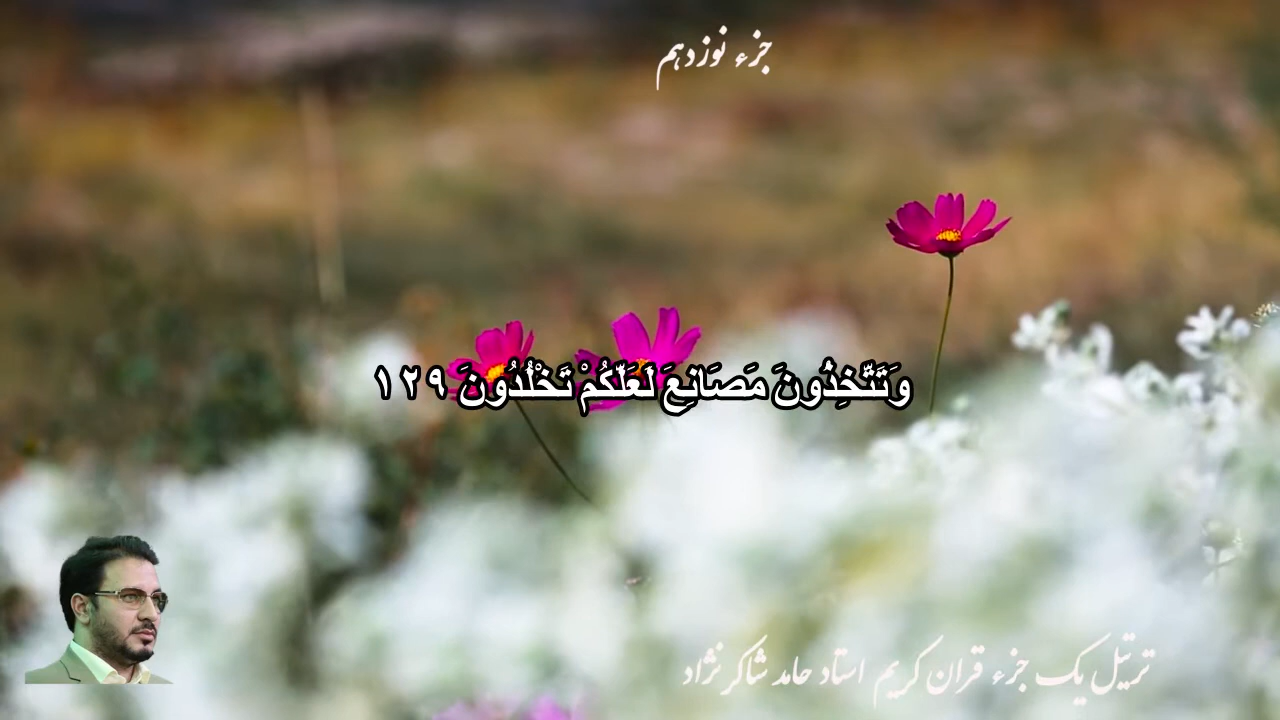 جزء نوزدهم
وَتَتَّخِذُونَ مَصَانِعَ لَعَلَّكُمْ تَخْلُدُونَ ١٢٩
ترتیل یک جزء قران کریم استاد حامد شاکرنژاد